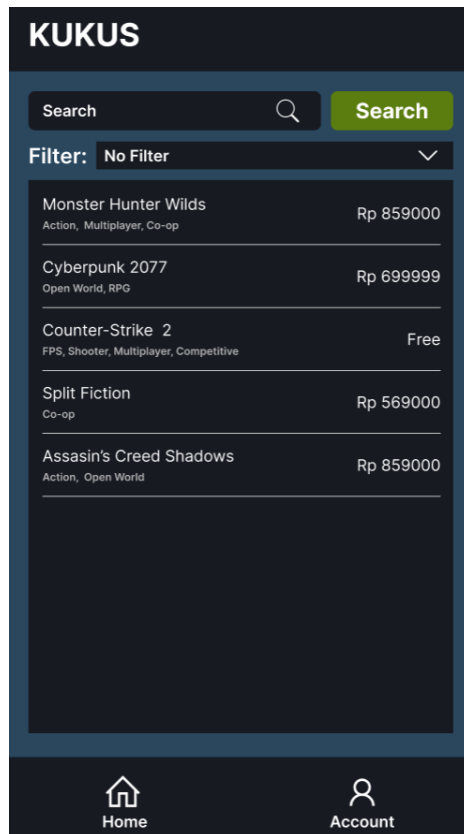 KUKUS
Search
Search
Filter: No Filter
Monster Hunter Wilds
Action, Multiplayer, Co-op
Rp 859000
Cyberpunk 2077
Open World, RPG
Rp 699999
Counter-Strike 2
FPS, Shooter, Multiplayer, Competitive
Free
Split Fiction
Co-op
Rp 569000
Assasin's Creed Shadows
Action, Open World
Rp 859000
Home
Account